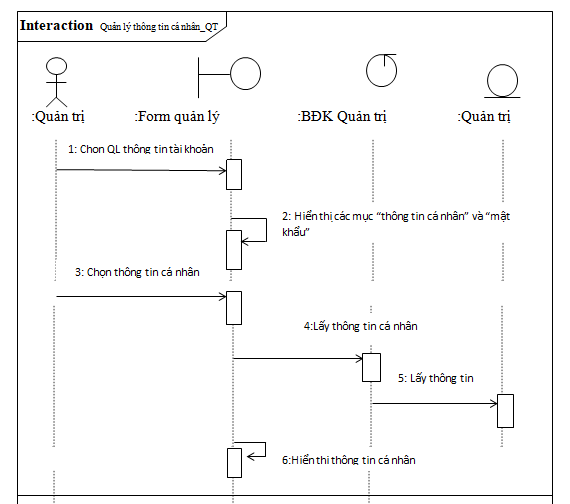 Interaction Quản lý thông tin cá nhân_QT
:Quản trị :Form quản lý :BĐK Quản trị :Quản trị
1: Chọn QL thông tin tài khoản
2: Hiển thị các mục “thông tin cá nhân” và “mật
khẩu”
3: Chọn thông tin cá nhân
4:Lấy thông tin cá nhân
5: Lấy thông tin
6:Hiển thị thông tin cá nhân